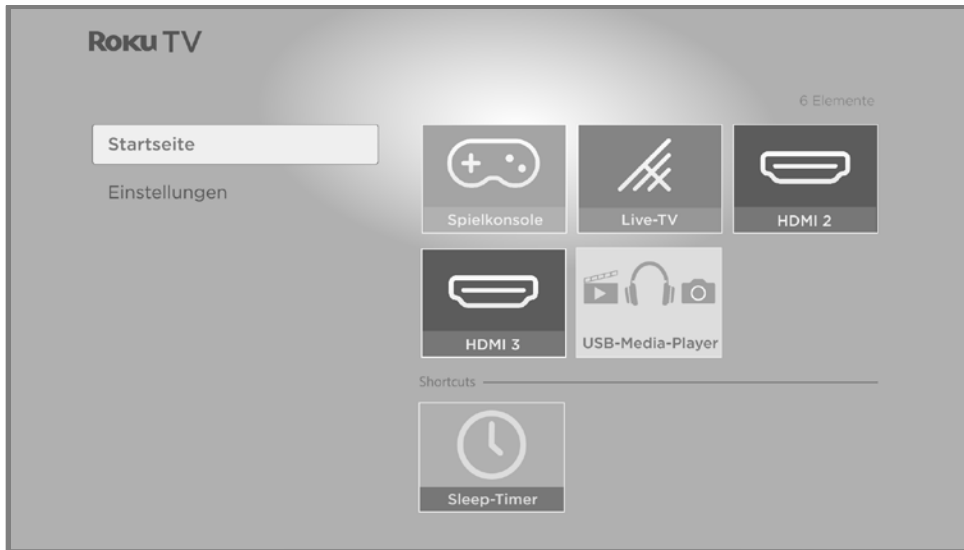 Roku TV
6 Elemente
Startseite
Einstellungen
Spielkonsole
Live-TV
HDMI 2
HDMI 3
USB-Media-Player
Shortcuts
Sleep-Timer